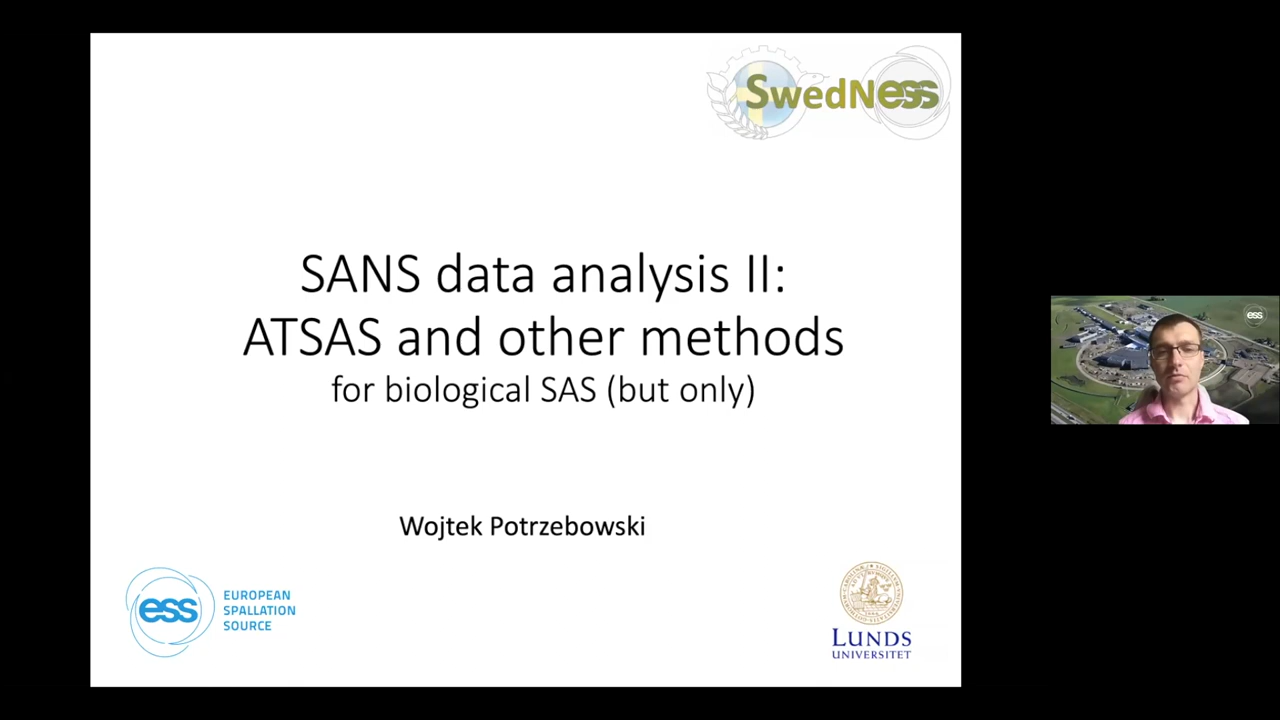 SwedNess
SANS data analysis II:
ATSAS and other methods
for biological SAS (but only)
Wojtek Potrzebowski
ess
EUROPEAN
SPALLATION
SOURCE
LUNDS
UNIVERSITET
ess